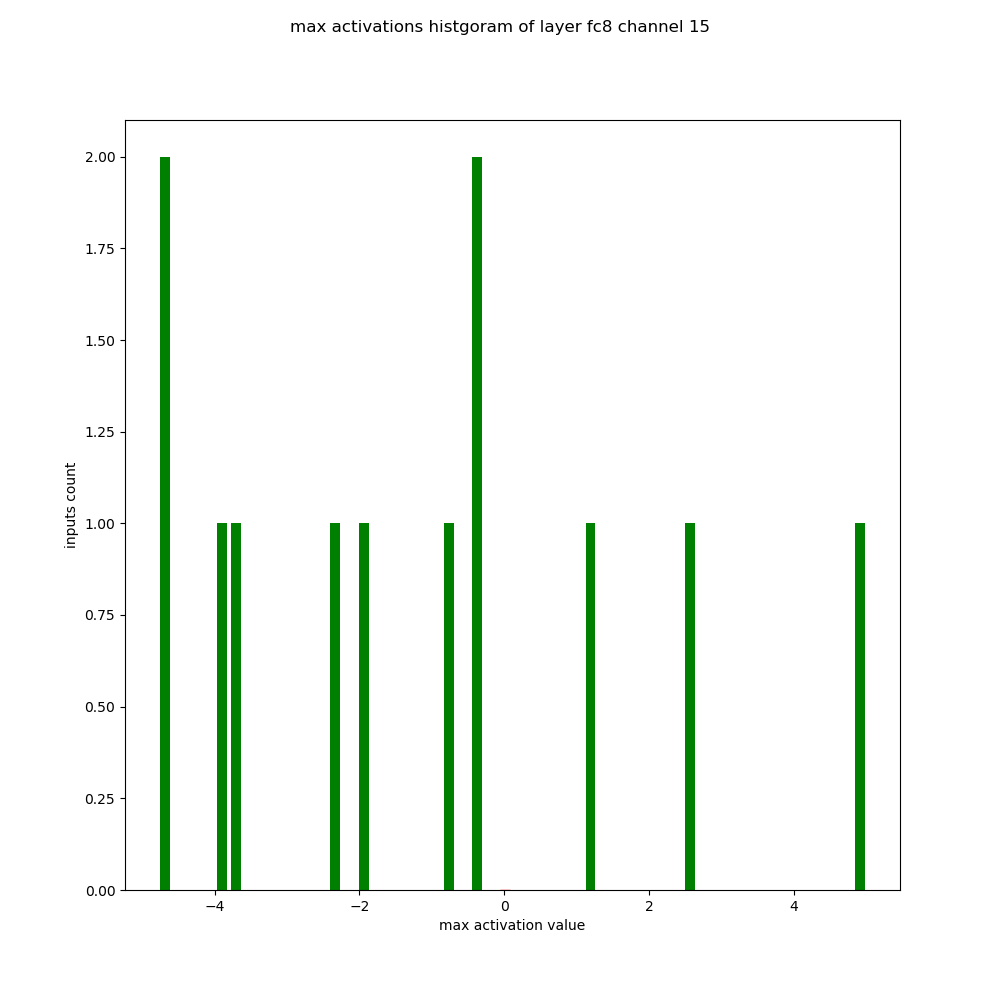 max activations histgoram of layer fc8 channel 15
2.00
1.75
1.50
1.25
1.00
0.75
0.50
0.25
0.00
inputs count
−4 −2 0 2 4
max activation value